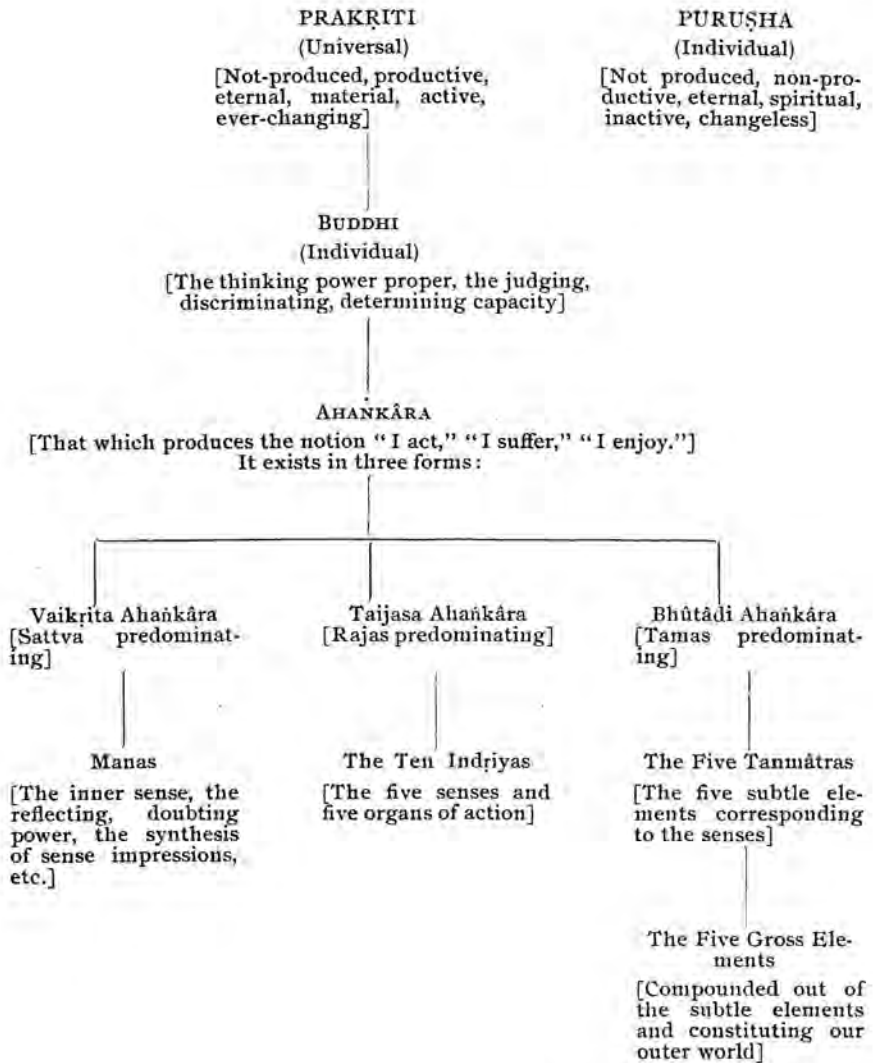 PRAKṚITI
(Universal)
[Not-produced, productive,
eternal, material, active,
ever-changing]
PURUṢHA
(Individual)
[Not produced, non-pro-
ductive, eternal, spiritual,
inactive, changeless]
BUDDHI
(Individual)
[The thinking power proper, the judging,
discriminating, determining capacity]
AHAṄKÂRA
[That which produces the notion “I act,” “I suffer,” “I enjoy.”]
It exists in three forms:
Vaikṛita Ahaṅkâra
[Sattva predominat-
ing]
Taijasa Ahaṅkâra
[Rajas predominating]
Bhûtâdi Ahaṅkâra
[Tamas predominat-
ing]
Manas
[The inner sense, the
reflecting, doubting
power, the synthesis
of sense impressions,
etc.]
The Ten Indṛiyas
[The five senses and
five organs of action]
The Five Tanmâtras
[The five subtle ele-
ments corresponding
to the senses]
The Five Gross Ele-
ments
[Compounded out of
the subtle elements
and constituting our
outer world]